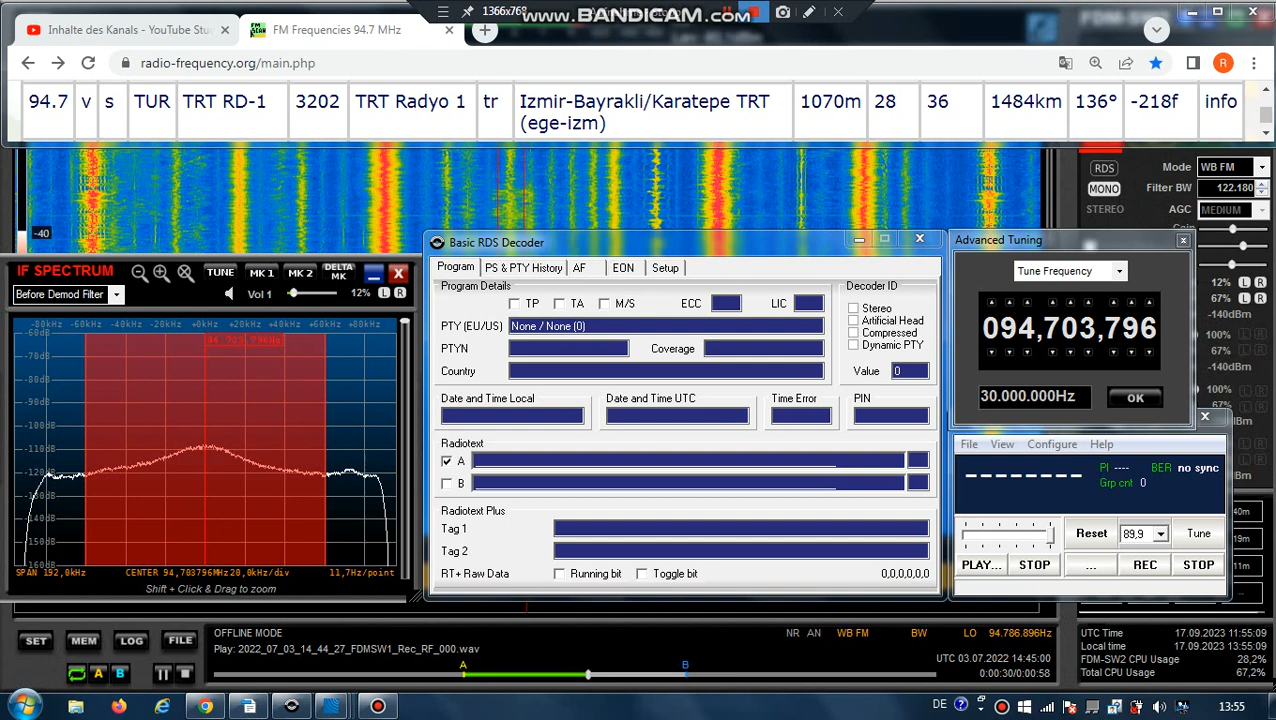 1366x768
www.BANDICAM.com
Inhalte des Kanals - YouTube Stu
FM Frequencies 94.7 MHz
radio-frequency.org/main.php
R
94.7 v s TUR TRT RD-1 3202 TRT Radyo 1 tr Izmir-Bayrakli/Karatepe TRT 1070m 28 36 1484km 136° -218f info
(ege-izm)
-40
RDS Mode WB FM
MONO Filter BW 122.180
STEREO AGC MEDIUM
Gain
12% L R
67% L R
100%
67%
-140dBm
100%
67%
-140dBm
IF SPECTRUM TUNE MK 1 MK 2 DELTA MK
Before Demod Filter Vol 1 12% L R
-80kHz -60kHz -40kHz -20kHz +0kHz +20kHz +40kHz +60kHz +80kHz
-60dB
94.703.796Hz
-70dB
-80dB
-90dB
-100dB
-110dB
-120dB
-130dB
-140dB
-150dB
160dB
SPAN 192,0kHz CENTER 94,703796MHz 20,0kHz/div 11,7Hz/point
Shift + Click & Drag to zoom
Basic RDS Decoder
Program PS & PTY History AF EON Setup
Program Details
TP TA M/S ECC LIC
PTY (EU/US) None / None (0)
PTYN Coverage
Country
Decoder ID
Stereo
Artificial Head
Compressed
Dynamic PTY
Value 0
Date and Time Local Date and Time UTC Time Error PIN
Radiotext
A
B
Radiotext Plus
Tag 1
Tag 2
RT+ Raw Data Running bit Toggle bit 0,0,0,0,0,0
Advanced Tuning
Tune Frequency
094,703,796
30.000.000Hz OK
File View Configure Help
-------- PI ---- BER no sync
Grp cnt 0
Reset 89,9 Tune
PLAY... STOP ... REC STOP
40m
19m
11m
SET MEM LOG FILE
A B
OFFLINE MODE NR AN WB FM BW LO 94.786.896Hz
Play: 2022_07_03_14_44_27_FDMSW1_Rec_RF_000.wav
A B UTC 03.07.2022 14:45:00
0:00:30/0:00:58
UTC Time 17.09.2023 11:55:09
Local time 17.09.2023 13:55:09
FDM-SW2 CPU Usage 28,2%
Total CPU Usage 67,2%
DE 13:55